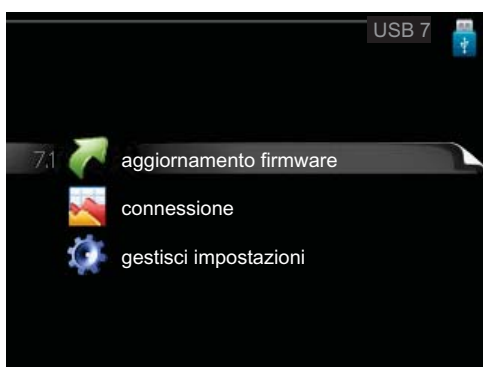 USB 7
7.1 aggiornamento firmware
connessione
gestisci impostazioni